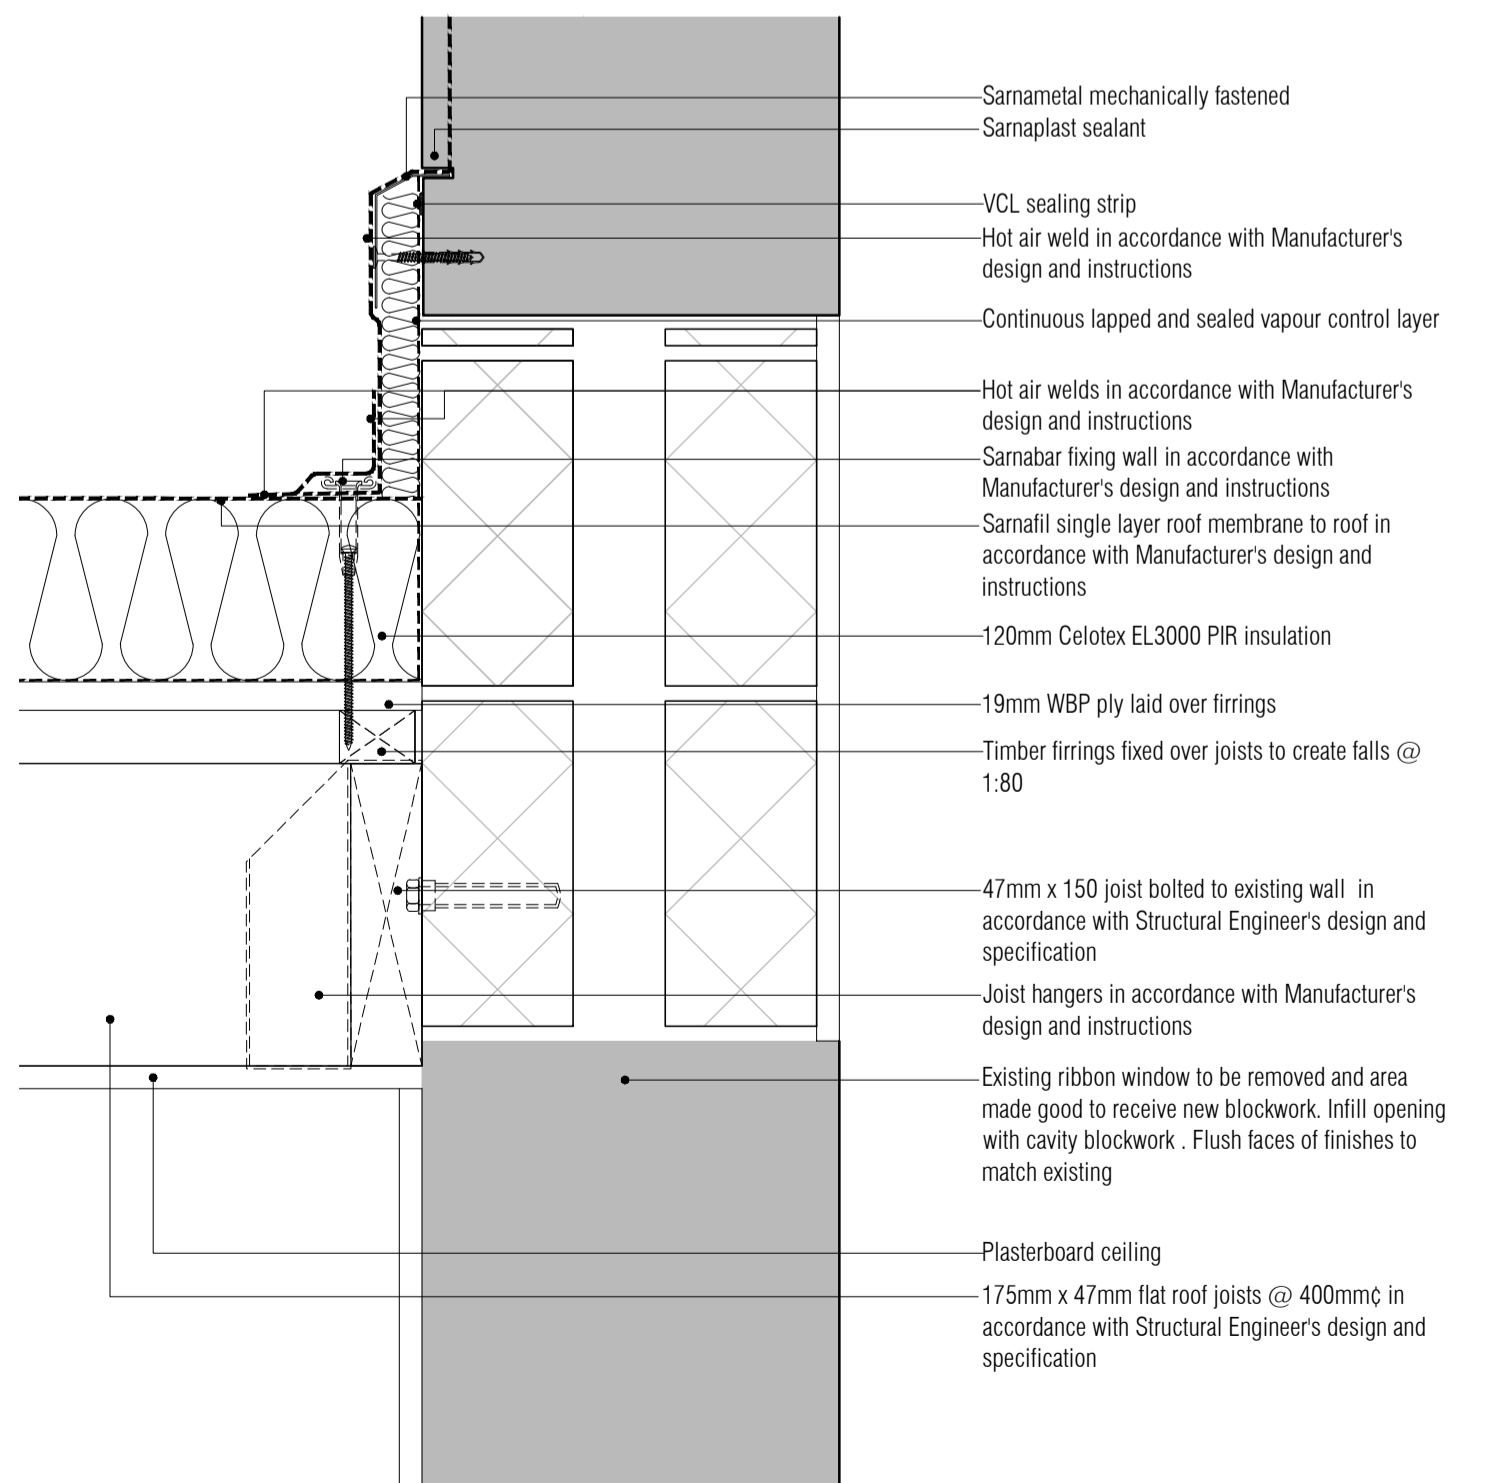 Sarnametal mechanically fastened
Sarnaplast sealant
VCL sealing strip
Hot air weld in accordance with Manufacturer's
design and instructions
Continuous lapped and sealed vapour control layer
Hot air welds in accordance with Manufacturer's
design and instructions
Sarnabar fixing wall in accordance with
Manufacturer's design and instructions
Sarnafil single layer roof membrane to roof in
accordance with Manufacturer's design and
instructions
120mm Celotex EL3000 PIR insulation
19mm WBP ply laid over firrings
Timber firrings fixed over joists to create falls @
1:80
47mm x 150 joist bolted to existing wall  in
accordance with Structural Engineer's design and
specification
Joist hangers in accordance with Manufacturer's
design and instructions
Existing ribbon window to be removed and area
made good to receive new blockwork. Infill opening
with cavity blockwork . Flush faces of finishes to
match existing
Plasterboard ceiling
175mm x 47mm flat roof joists @ 400mm¢ in
accordance with Structural Engineer's design and
specification